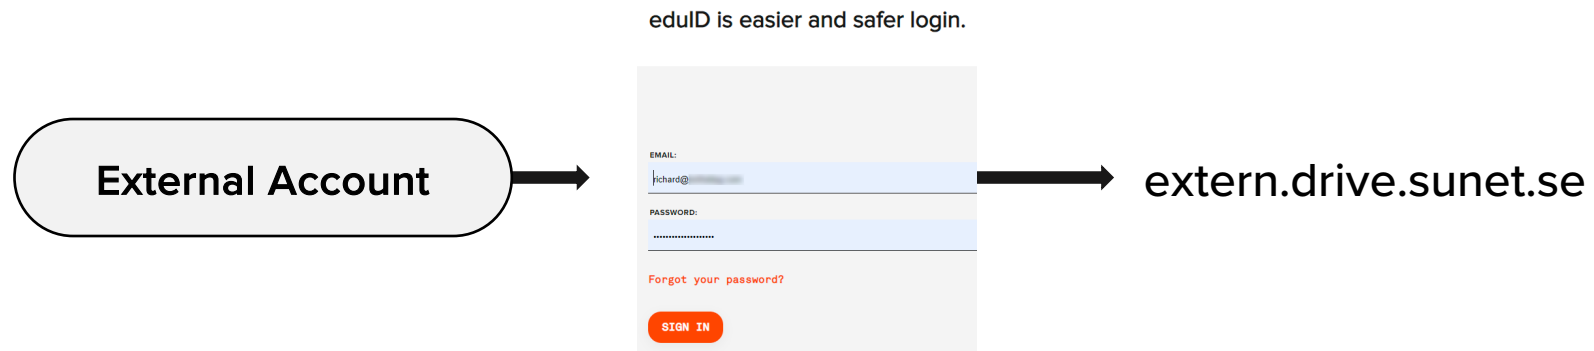 eduID is easier and safer login.
External Account
EMAIL:
richard@
PASSWORD:
Forgot your password?
SIGN IN
extern.drive.sunet.se